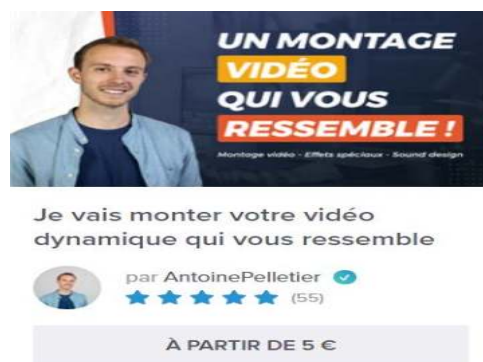 UN MONTAGE
VIDÉO
QUI VOUS
RESSEMBLE !
Montage vidéo - Effets spéciaux - Sound design
Je vais monter votre vidéo
dynamique qui vous ressemble
par AntoinePelletier
(55)
À PARTIR DE 5 €